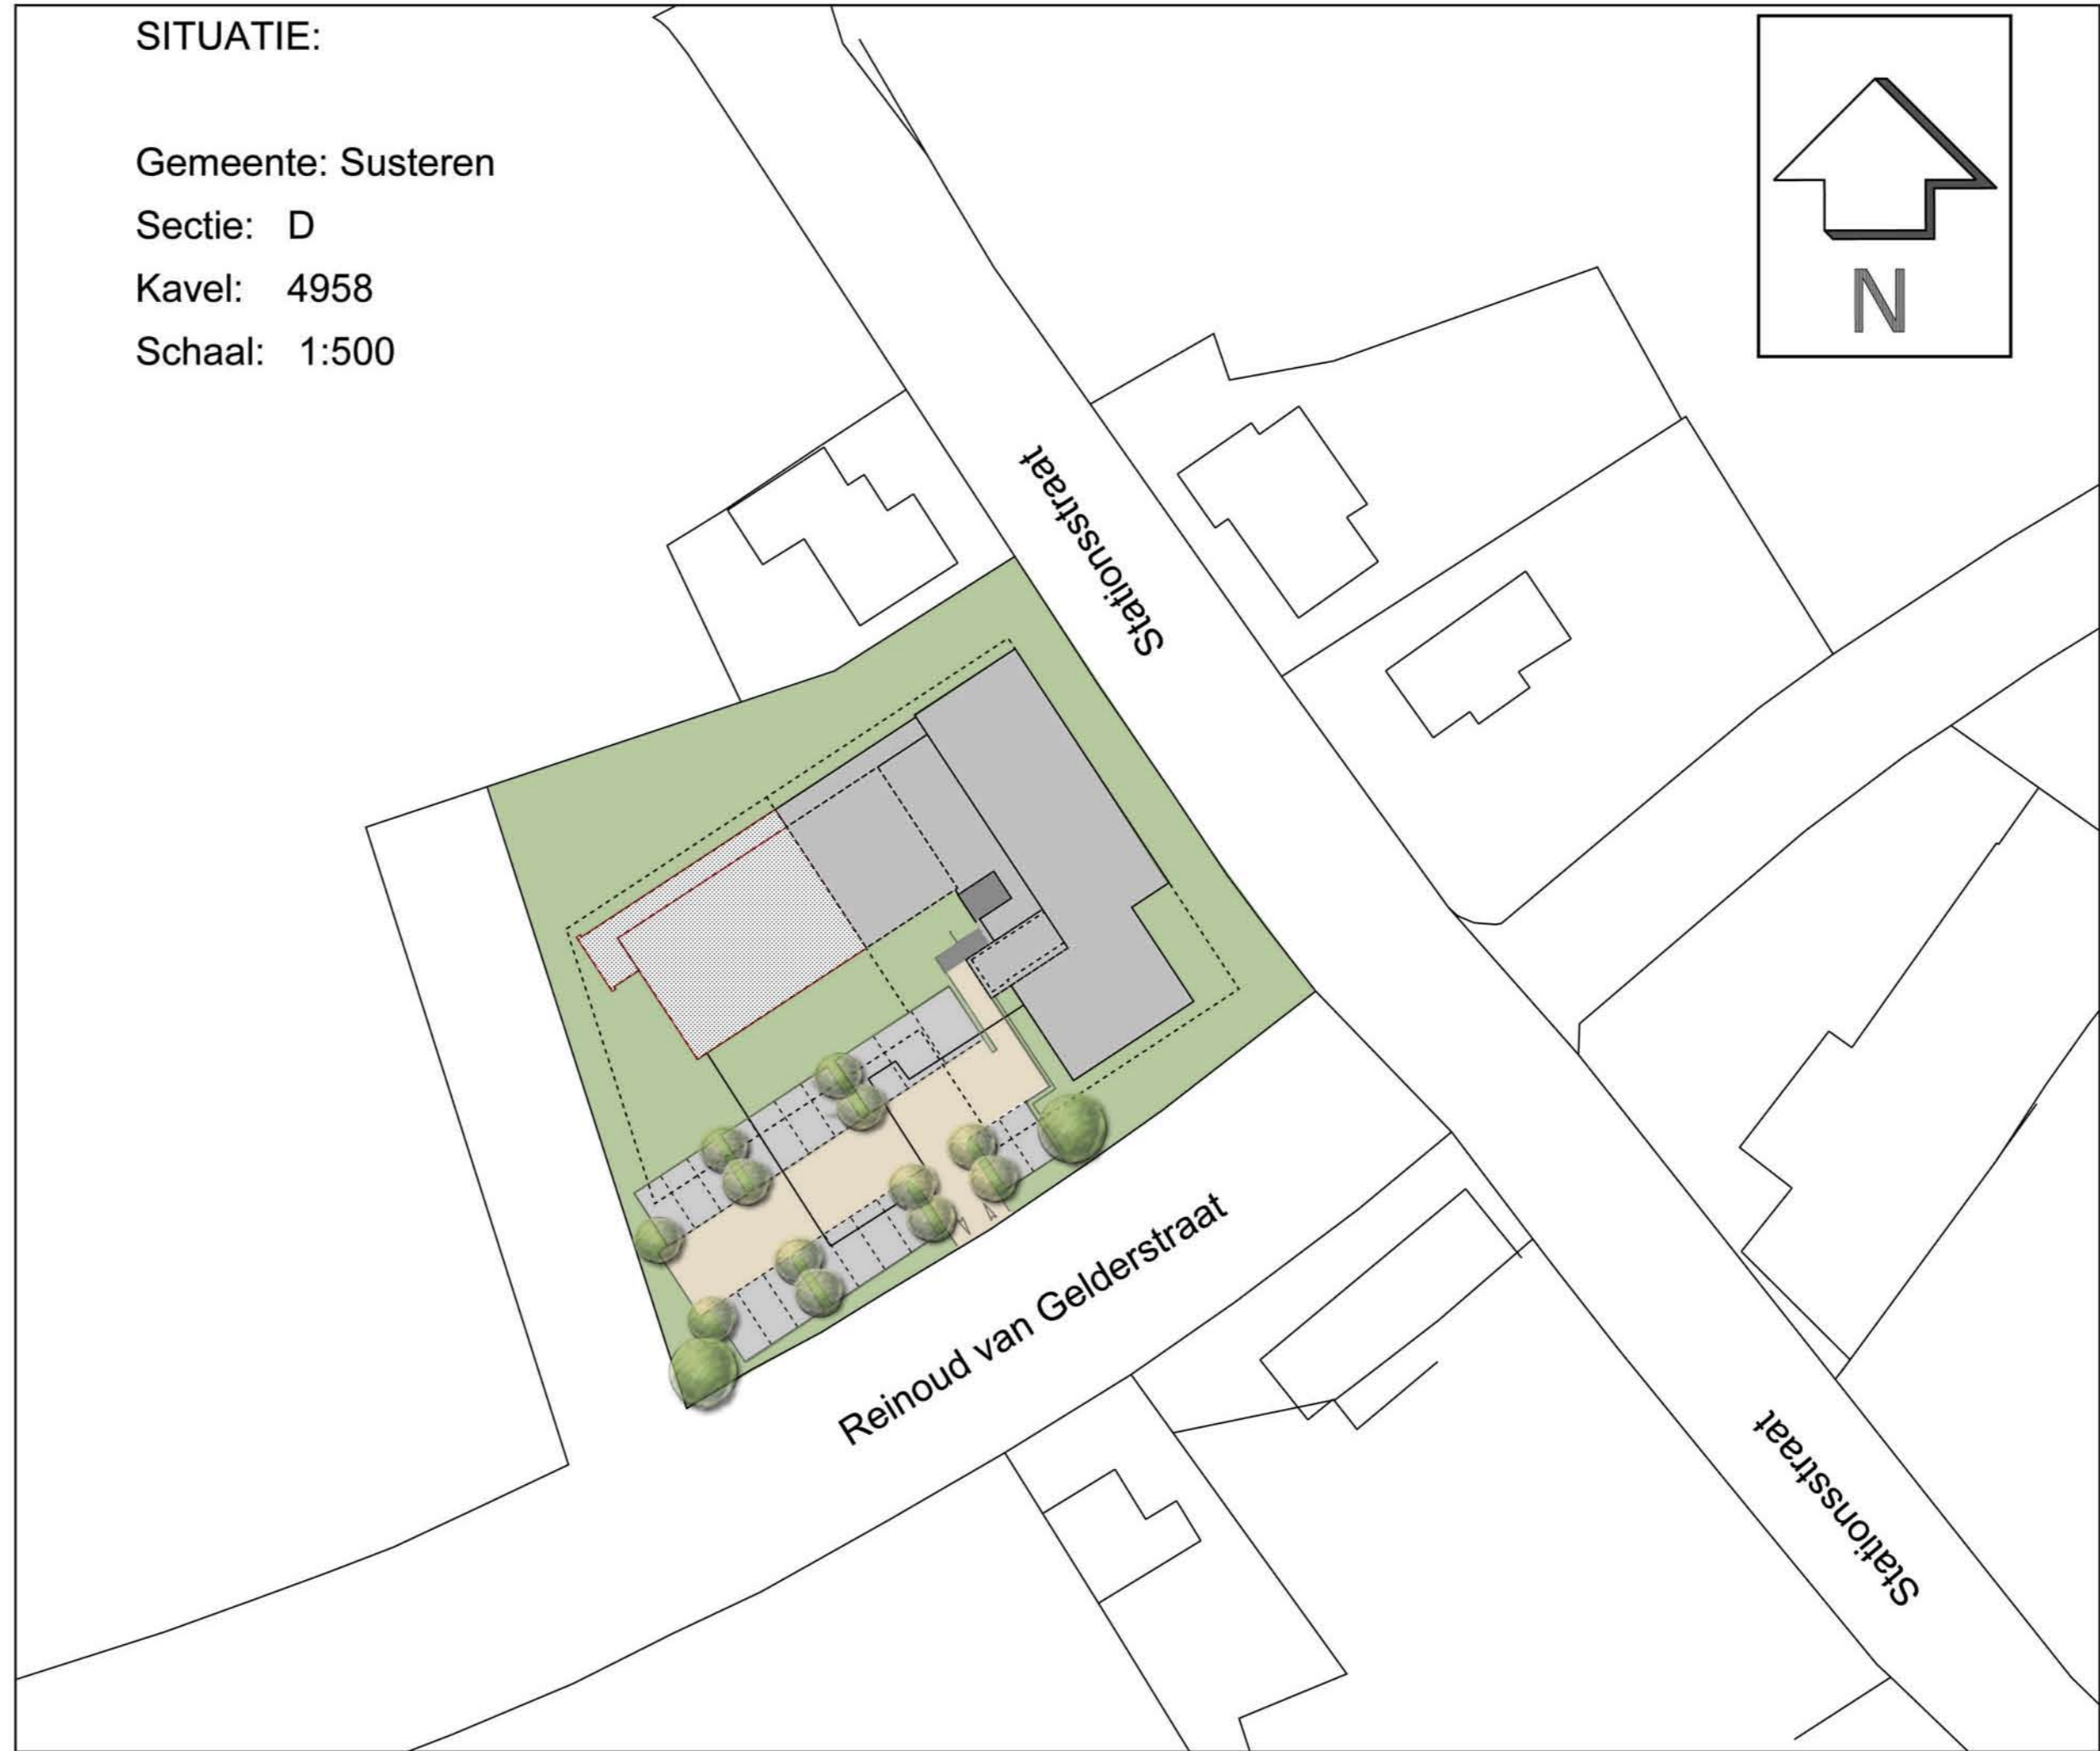 SITUATIE:
Gemeente: Susteren
Sectie: D
Kavel: 4958
Schaal: 1:500
N
Stationsstraat
Reinoud van Gelderstraat
Stationsstraat